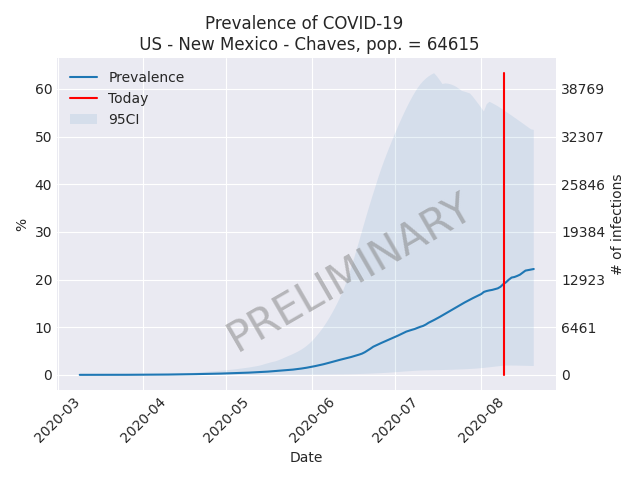 Prevalence of COVID-19
US - New Mexico - Chaves, pop. = 64615
Prevalence
Today
95CI
PRELIMINARY
%
60
50
40
30
20
10
0
38769
32307
25846
19384
12923
6461
0
# of infections
2020-03
2020-04
2020-05
2020-06
2020-07
2020-08
Date